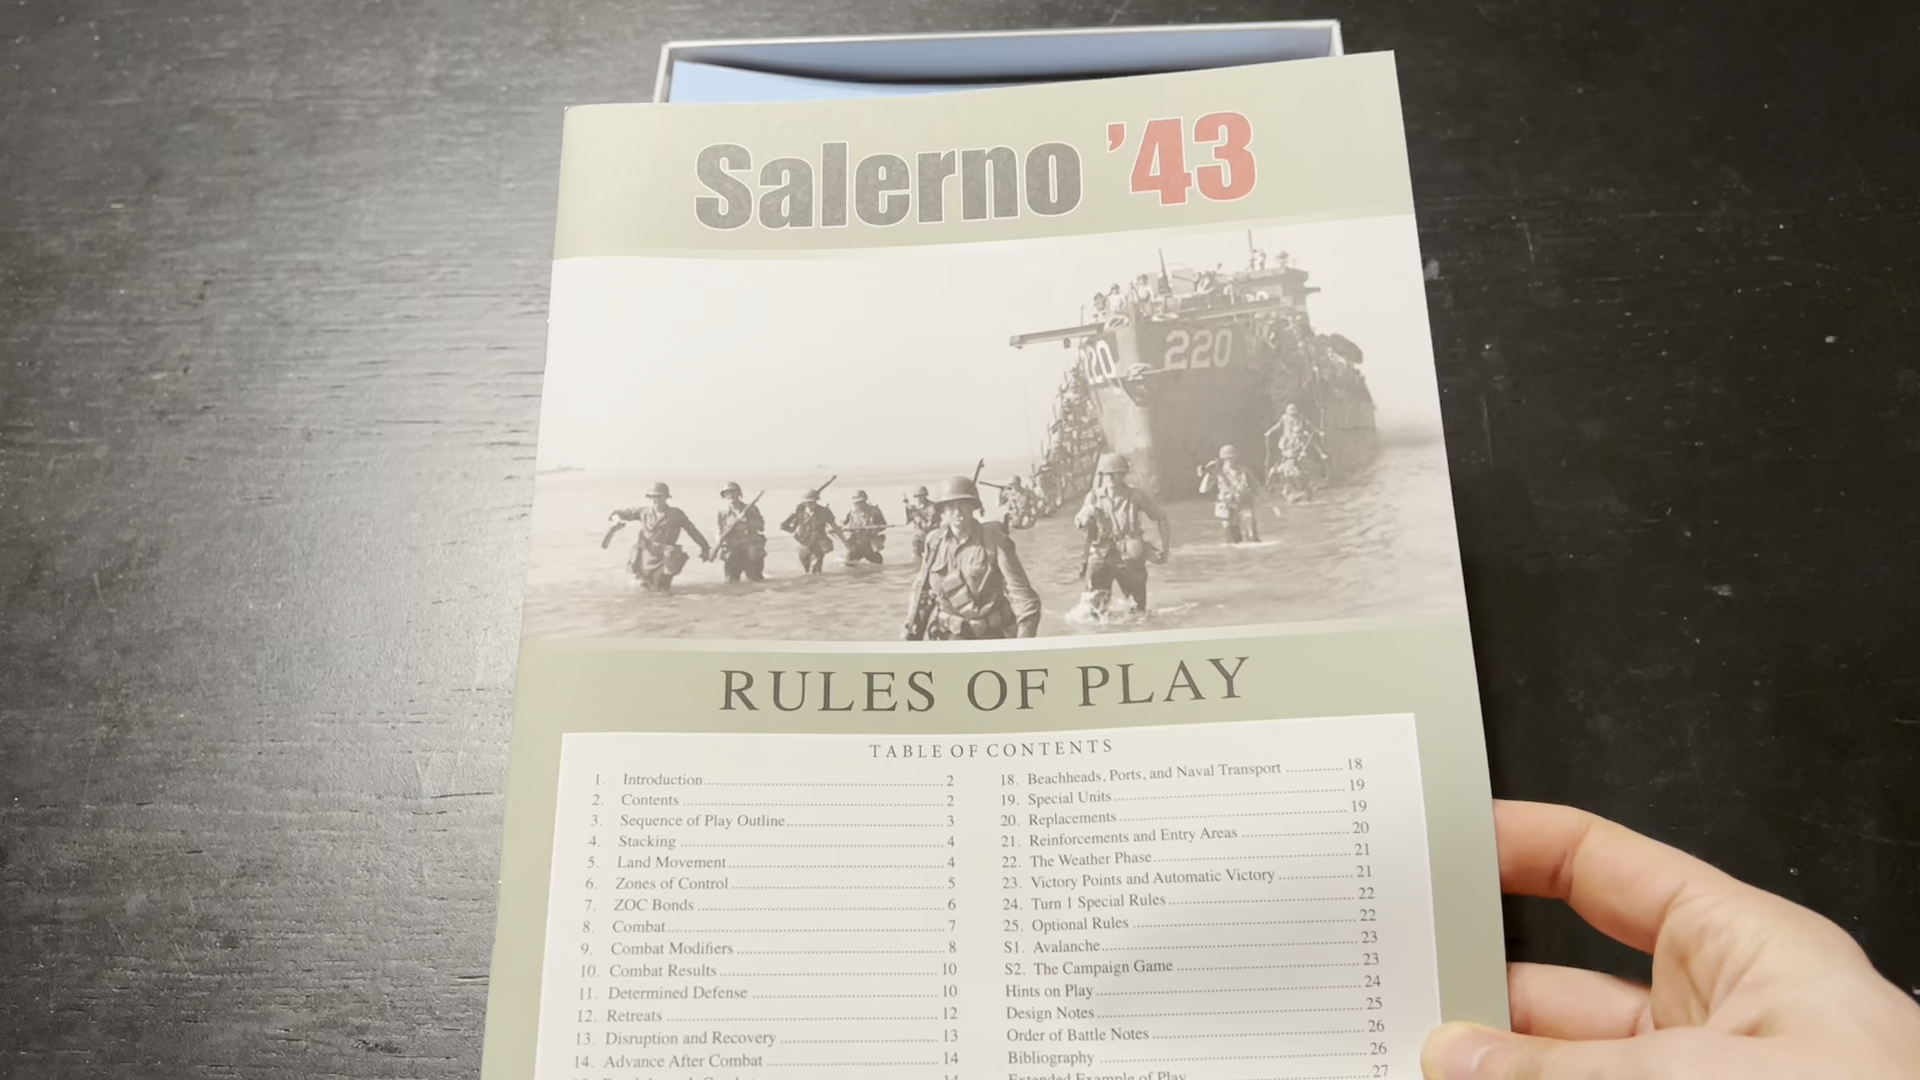 Salerno ’43
220
20
RULES OF PLAY
TABLE OF CONTENTS
1. Introduction 2
2. Contents 2
3. Sequence of Play Outline 3
4. Stacking 4
5. Land Movement 4
6. Zones of Control 5
7. ZOC Bonds 6
8. Combat 7
9. Combat Modifiers 8
10. Combat Results 10
11. Determined Defense 10
12. Retreats 12
13. Disruption and Recovery 13
14. Advance After Combat 14
14
18. Beachheads, Ports, and Naval Transport 18
19. Special Units 19
20. Replacements 19
21. Reinforcements and Entry Areas 20
22. The Weather Phase 21
23. Victory Points and Automatic Victory 21
24. Turn 1 Special Rules 22
25. Optional Rules 22
S1. Avalanche 23
S2. The Campaign Game 23
Hints on Play 24
Design Notes 25
Order of Battle Notes 26
Bibliography 26
Extended Example of Play 27